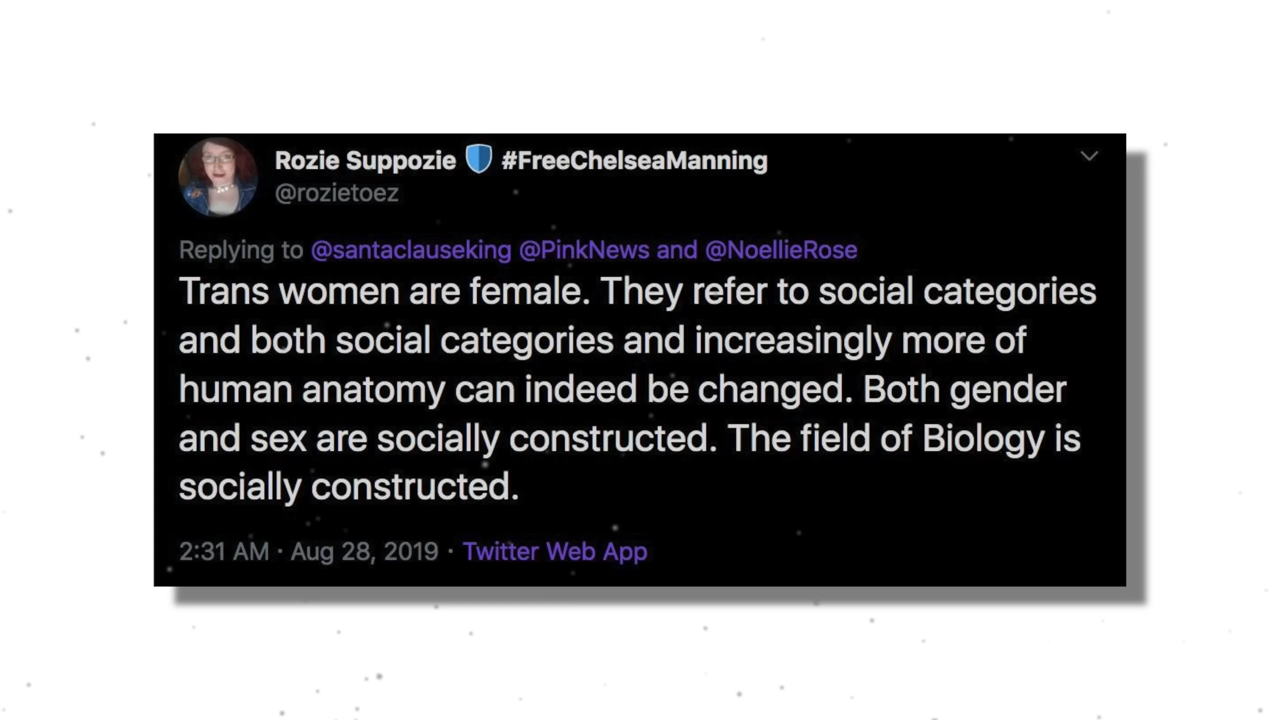 Rozie Suppozie 🛡️ #FreeChelseaManning
@rozietoez
Replying to @santaclauseking @PinkNews and @NoellieRose
Trans women are female. They refer to social categories
and both social categories and increasingly more of
human anatomy can indeed be changed. Both gender
and sex are socially constructed. The field of Biology is
socially constructed.
2:31 AM · Aug 28, 2019 · Twitter Web App